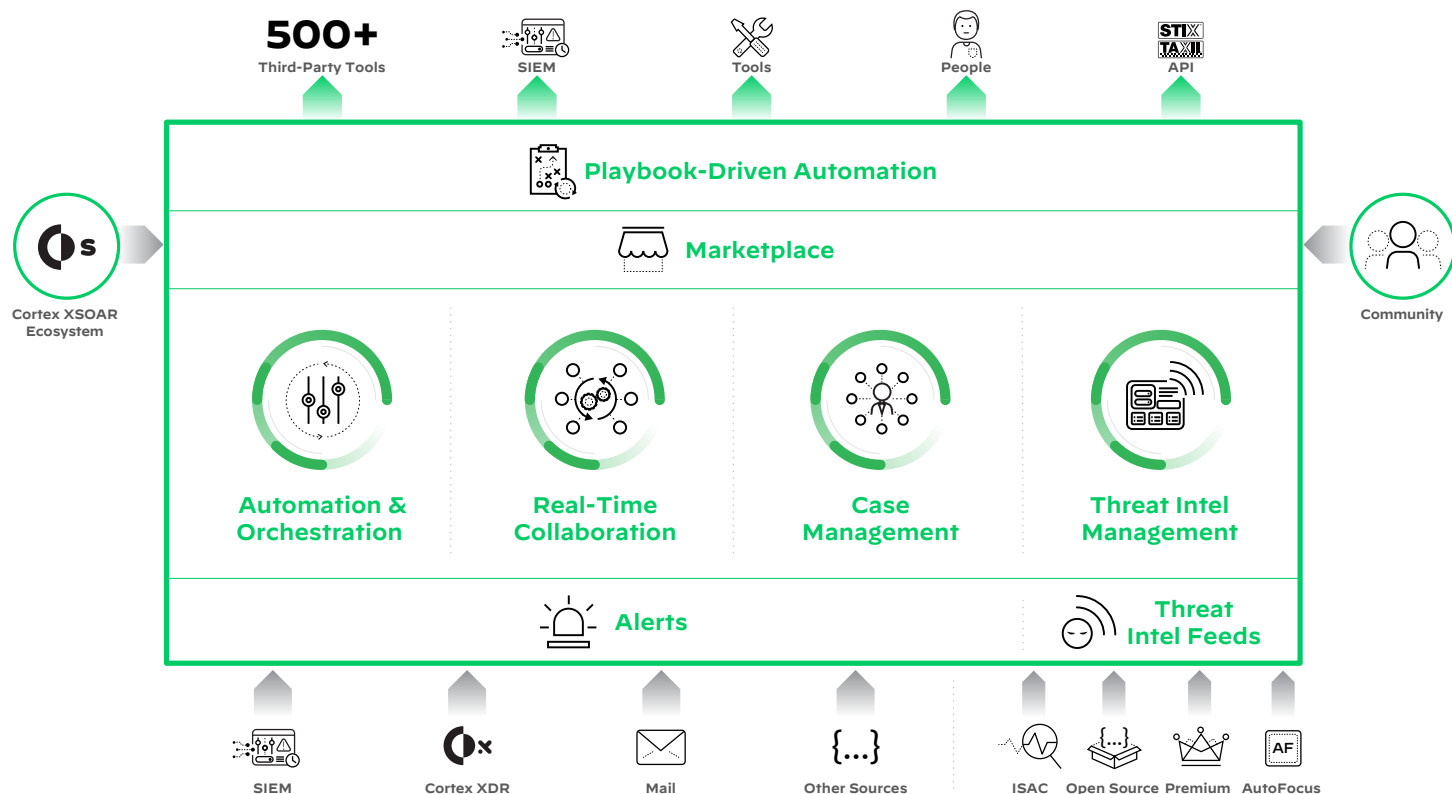 500+
Third-Party Tools
SIEM
Tools
People
STIX
TAXII
API
Playbook-Driven Automation
Marketplace
S
Cortex XSOAR
Ecosystem
Community
Automation &
Orchestration
Real-Time
Collaboration
Case
Management
Threat Intel
Management
Alerts
Threat
Intel Feeds
SIEM
x
Cortex XDR
Mail
{...}
Other Sources
ISAC
{...}
Open Source
Premium
AF
AutoFocus